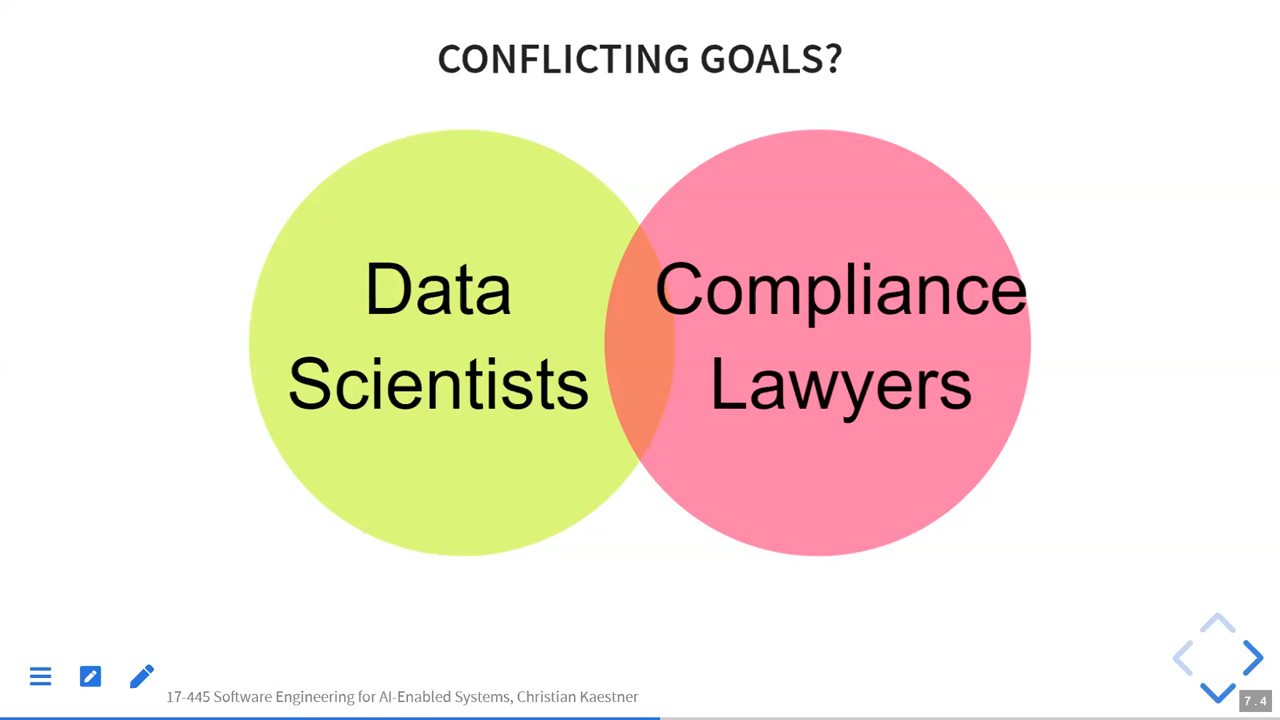 CONFLICTING GOALS?
Data
Scientists
Compliance
Lawyers
17-445 Software Engineering for AI-Enabled Systems, Christian Kaestner
7.4